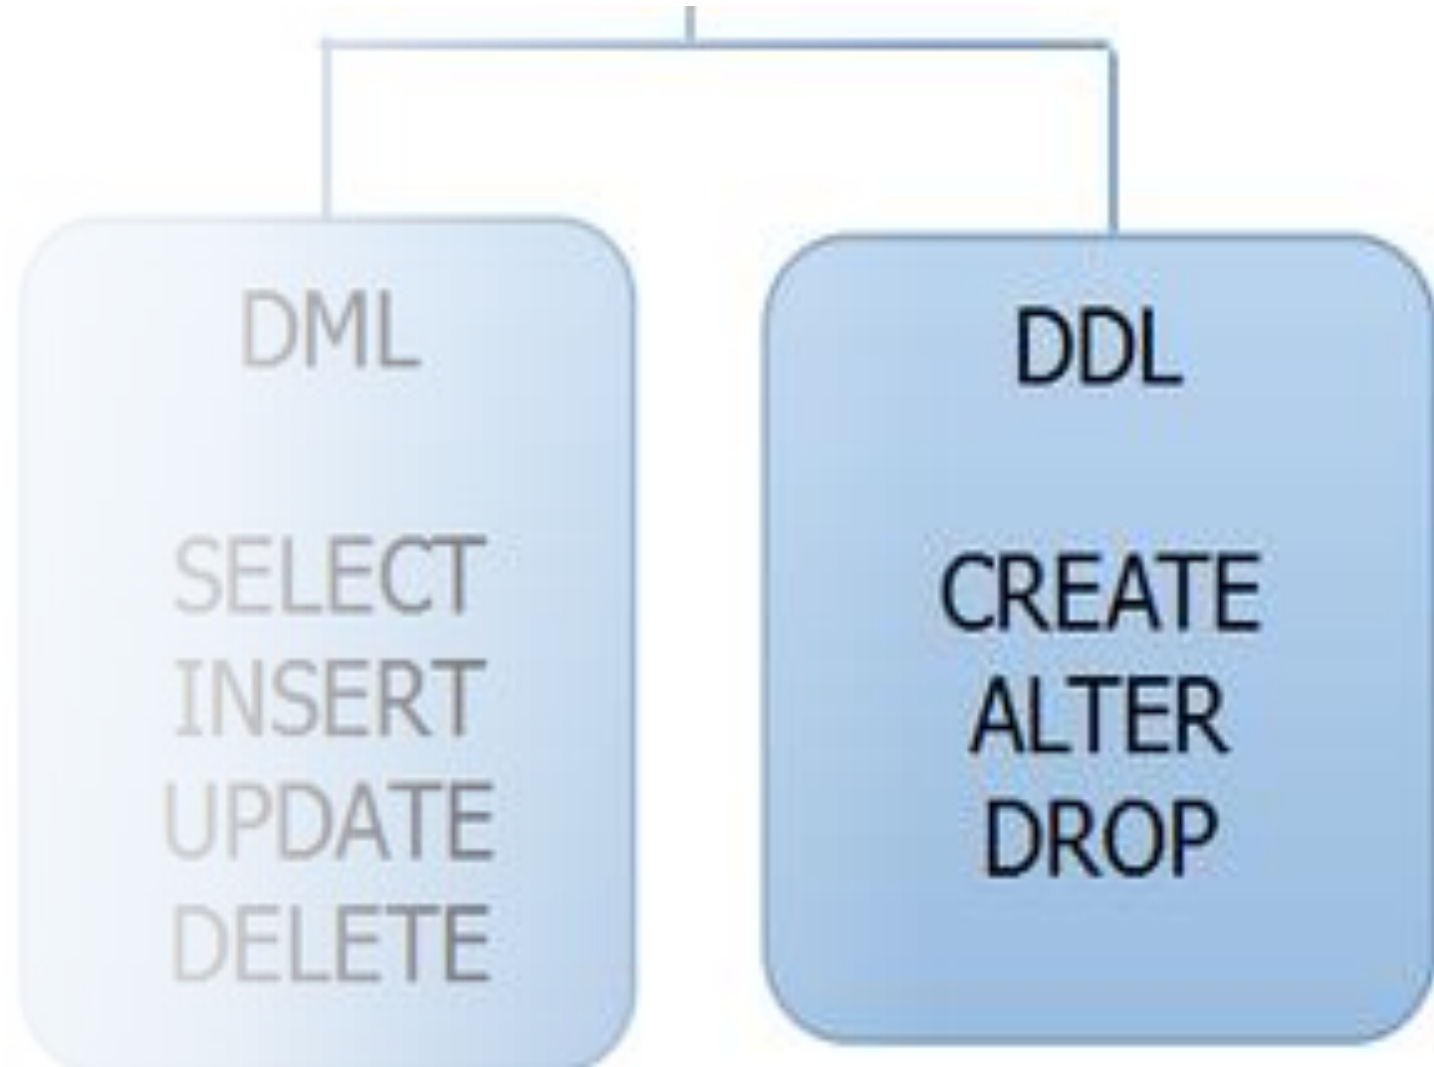 DML
SELECT
INSERT
UPDATE
DELETE
DDL
CREATE
ALTER
DROP